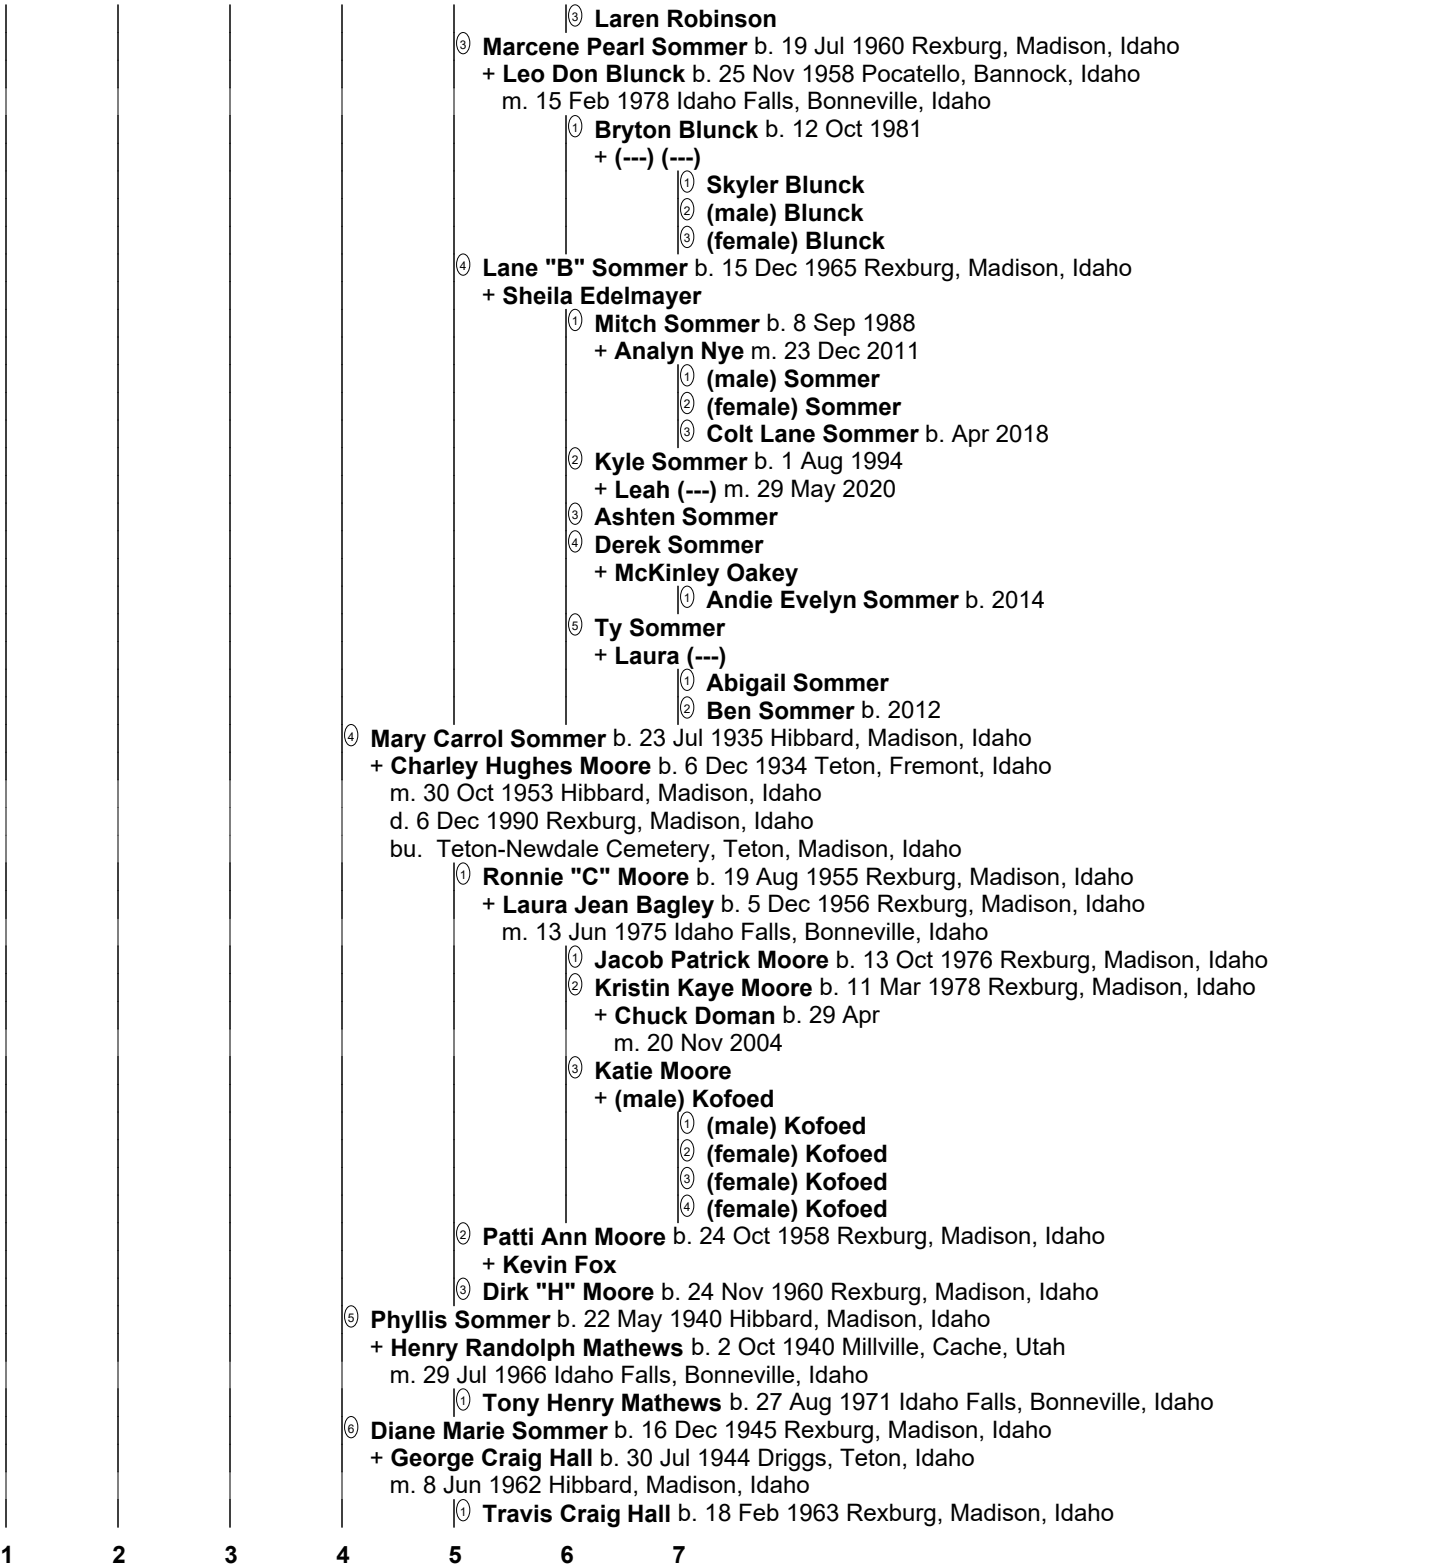 ③ Laren Robinson
③ Marcene Pearl Sommer b. 19 Jul 1960 Rexburg, Madison, Idaho
+ Leo Don Blunck b. 25 Nov 1958 Pocatello, Bannock, Idaho
m. 15 Feb 1978 Idaho Falls, Bonneville, Idaho
① Bryton Blunck b. 12 Oct 1981
+ (---) (---)
① Skyler Blunck
② (male) Blunck
③ (female) Blunck
④ Lane "B" Sommer b. 15 Dec 1965 Rexburg, Madison, Idaho
+ Sheila Edelmayer
① Mitch Sommer b. 8 Sep 1988
+ Analyn Nye m. 23 Dec 2011
① (male) Sommer
② (female) Sommer
③ Colt Lane Sommer b. Apr 2018
② Kyle Sommer b. 1 Aug 1994
+ Leah (---) m. 29 May 2020
③ Ashten Sommer
④ Derek Sommer
+ McKinley Oakey
① Andie Evelyn Sommer b. 2014
⑤ Ty Sommer
+ Laura (---)
① Abigail Sommer
② Ben Sommer b. 2012
④ Mary Carrol Sommer b. 23 Jul 1935 Hibbard, Madison, Idaho
+ Charley Hughes Moore b. 6 Dec 1934 Teton, Fremont, Idaho
m. 30 Oct 1953 Hibbard, Madison, Idaho
d. 6 Dec 1990 Rexburg, Madison, Idaho
bu. Teton-Newdale Cemetery, Teton, Madison, Idaho
① Ronnie "C" Moore b. 19 Aug 1955 Rexburg, Madison, Idaho
+ Laura Jean Bagley b. 5 Dec 1956 Rexburg, Madison, Idaho
m. 13 Jun 1975 Idaho Falls, Bonneville, Idaho
① Jacob Patrick Moore b. 13 Oct 1976 Rexburg, Madison, Idaho
② Kristin Kaye Moore b. 11 Mar 1978 Rexburg, Madison, Idaho
+ Chuck Doman b. 29 Apr
m. 20 Nov 2004
③ Katie Moore
+ (male) Kofoed
① (male) Kofoed
② (female) Kofoed
③ (female) Kofoed
④ (female) Kofoed
② Patti Ann Moore b. 24 Oct 1958 Rexburg, Madison, Idaho
+ Kevin Fox
③ Dirk "H" Moore b. 24 Nov 1960 Rexburg, Madison, Idaho
⑤ Phyllis Sommer b. 22 May 1940 Hibbard, Madison, Idaho
+ Henry Randolph Mathews b. 2 Oct 1940 Millville, Cache, Utah
m. 29 Jul 1966 Idaho Falls, Bonneville, Idaho
① Tony Henry Mathews b. 27 Aug 1971 Idaho Falls, Bonneville, Idaho
⑥ Diane Marie Sommer b. 16 Dec 1945 Rexburg, Madison, Idaho
+ George Craig Hall b. 30 Jul 1944 Driggs, Teton, Idaho
m. 8 Jun 1962 Hibbard, Madison, Idaho
① Travis Craig Hall b. 18 Feb 1963 Rexburg, Madison, Idaho
1 2 3 4 5 6 7